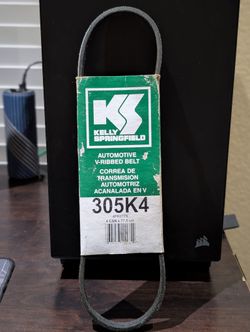 KS
KELLY
SPRINGFIELD
AUTOMOTIVE
V-RIBBED BELT
CORREA DE
TRANSMISION
AUTOMOTRIZ
ACANALADA EN V
305K4